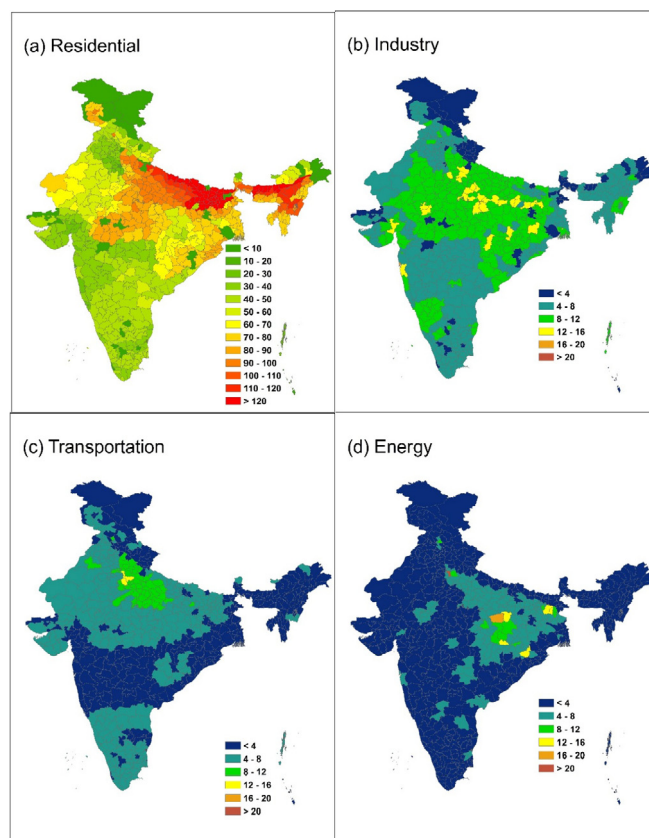 (a) Residential
< 10
10 - 20
20 - 30
30 - 40
40 - 50
50 - 60
60 - 70
70 - 80
80 - 90
90 - 100
100 - 110
110 - 120
> 120
(b) Industry
< 4
4 - 8
8 - 12
12 - 16
16 - 20
> 20
(c) Transportation
< 4
4 - 8
8 - 12
12 - 16
16 - 20
> 20
(d) Energy
< 4
4 - 8
8 - 12
12 - 16
16 - 20
> 20